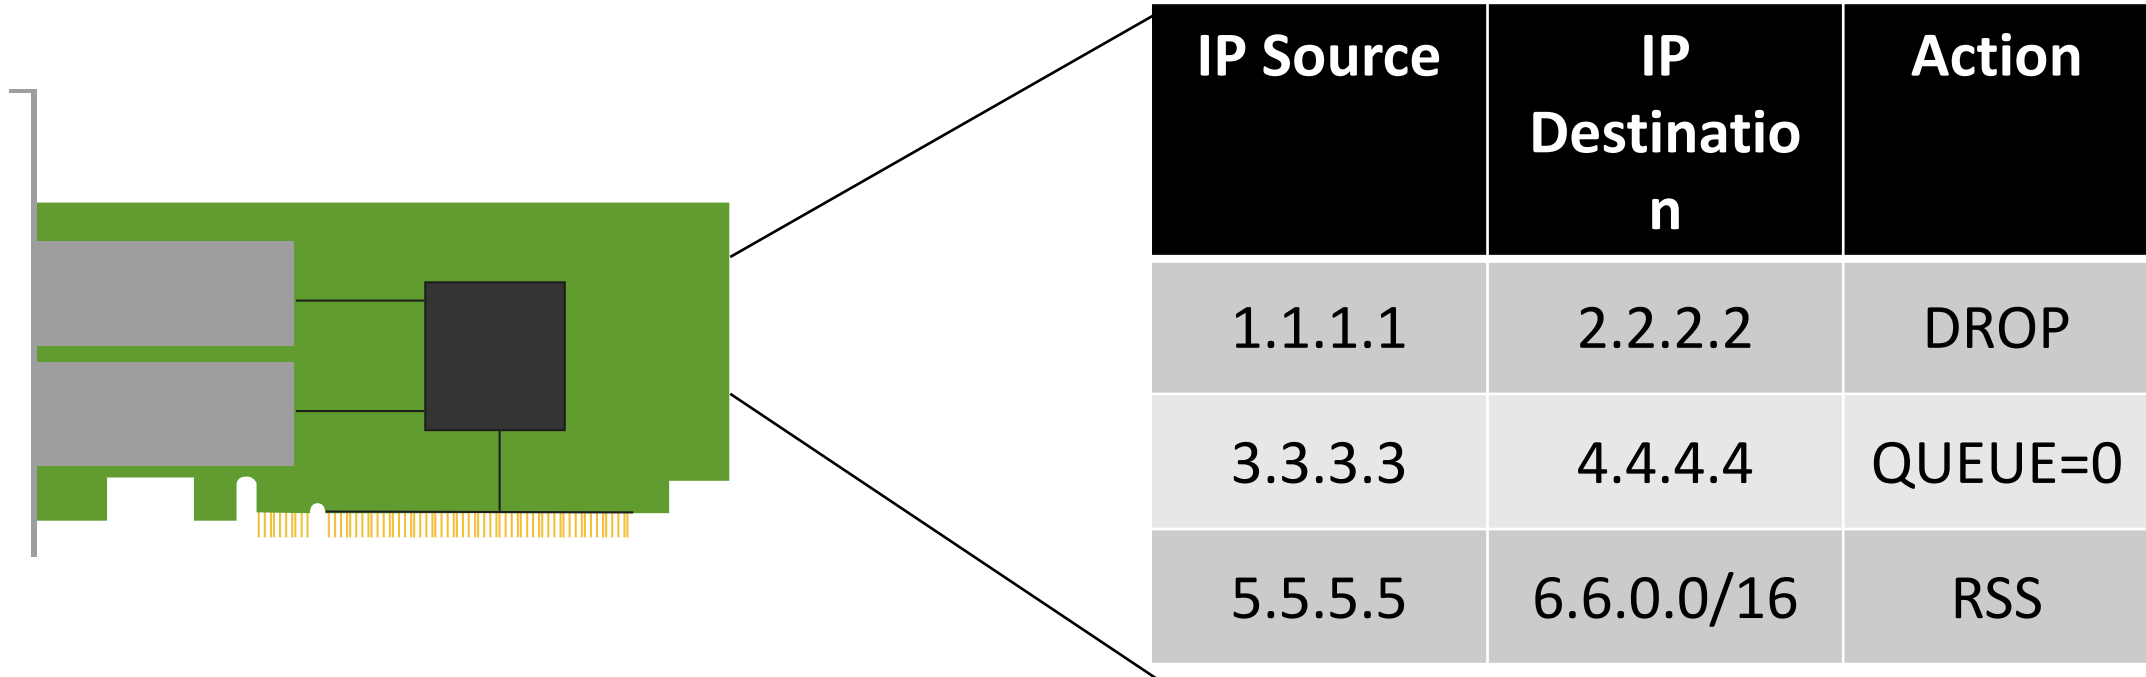 IP Source
IP
Destinatio
n
Action
1.1.1.1
2.2.2.2
DROP
3.3.3.3
4.4.4.4
QUEUE=0
5.5.5.5
6.6.0.0/16
RSS